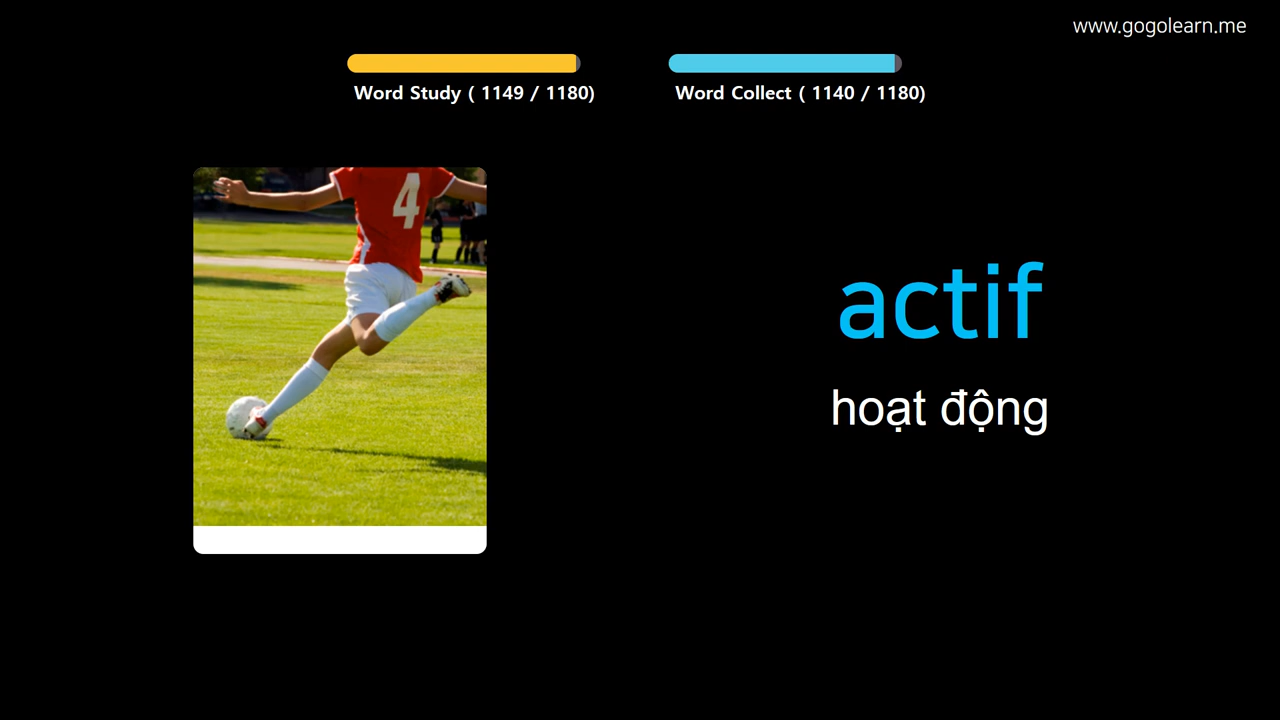 www.gogolearn.me
Word Study ( 1149 / 1180)
Word Collect ( 1140 / 1180)
4
actif
hoạt động